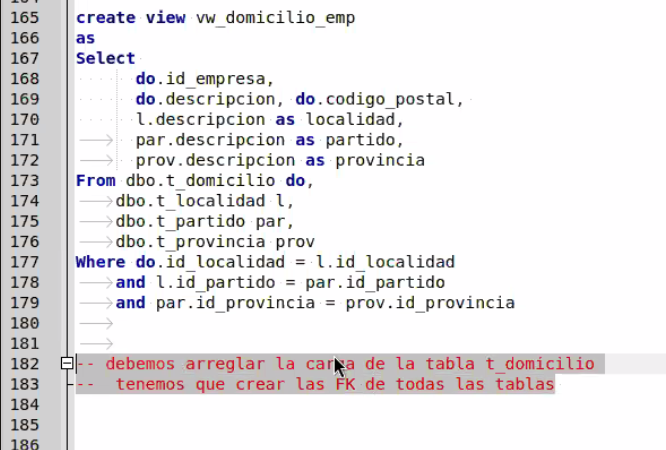 165 create view vw_domicilio_emp
166 as
167 Select
168 do.id_empresa,
169 do.descripcion, do.codigo_postal,
170 l.descripcion as localidad,
171 par.descripcion as partido,
172 prov.descripcion as provincia
173 From dbo.t_domicilio do,
174 dbo.t_localidad l,
175 dbo.t_partido par,
176 dbo.t_provincia prov
177 Where do.id_localidad = l.id_localidad
178 and l.id_partido = par.id_partido
179 and par.id_provincia = prov.id_provincia
180
181
182 -- debemos arreglar la carga de la tabla t_domicilio
183 -- tenemos que crear las FK de todas las tablas
184
185
186